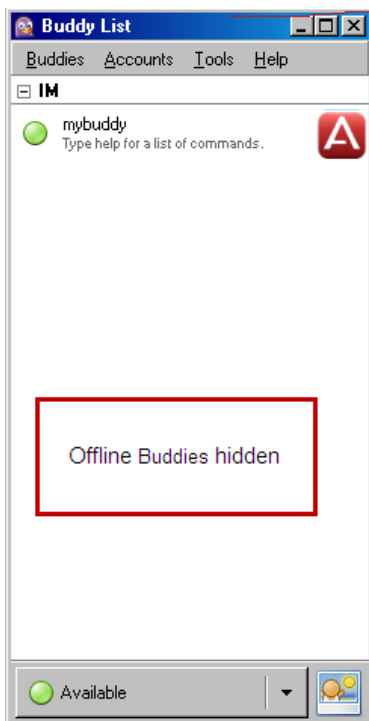 Buddy List
Buddies Accounts Tools Help
IM
mybuddy
Type help for a list of commands.
A
Offline Buddies hidden
Available